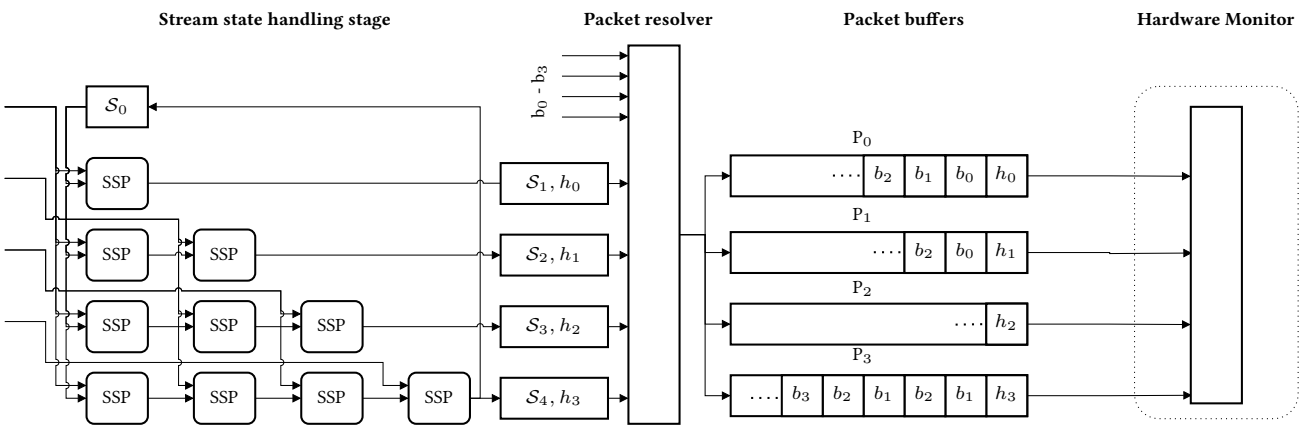 Stream state handling stage
Packet resolver
Packet buffers
Hardware Monitor
b₀ - b₃
𝒮₀
SSP
𝒮₁, h₀
SSP SSP
𝒮₂, h₁
SSP SSP SSP
𝒮₃, h₂
SSP SSP SSP SSP
𝒮₄, h₃
P₀
.... b₂ b₁ b₀ h₀
P₁
.... b₂ b₀ h₁
P₂
.... h₂
P₃
.... b₃ b₂ b₁ b₂ b₁ h₃